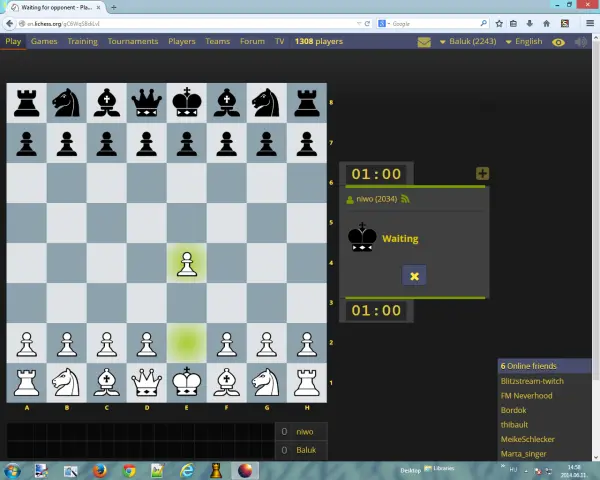 Waiting for opponent - Pla...
en.lichess.org
Google
Play Games Training Tournaments Players Teams Forum TV 1308 players Baluk (2243) English
8
7
6
5
4
3
2
1
A B C D E F G H
01:00
niwo (2034)
Waiting
01:00
6 Online friends
Blitzstream-twitch
FM Neverhood
Bordok
thibault
MeikeSchlecker
Marta_singer
0 niwo
0 Baluk
Desktop Libraries HU 14:58
2014.06.21.